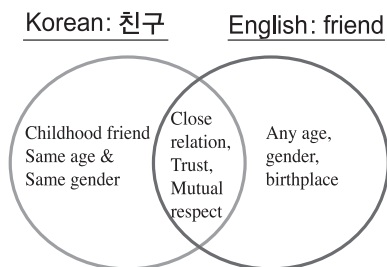 Korean: 친구
English: friend
Childhood friend
Same age &
Same gender
Close
relation,
Trust,
Mutual
respect
Any age,
gender,
birthplace